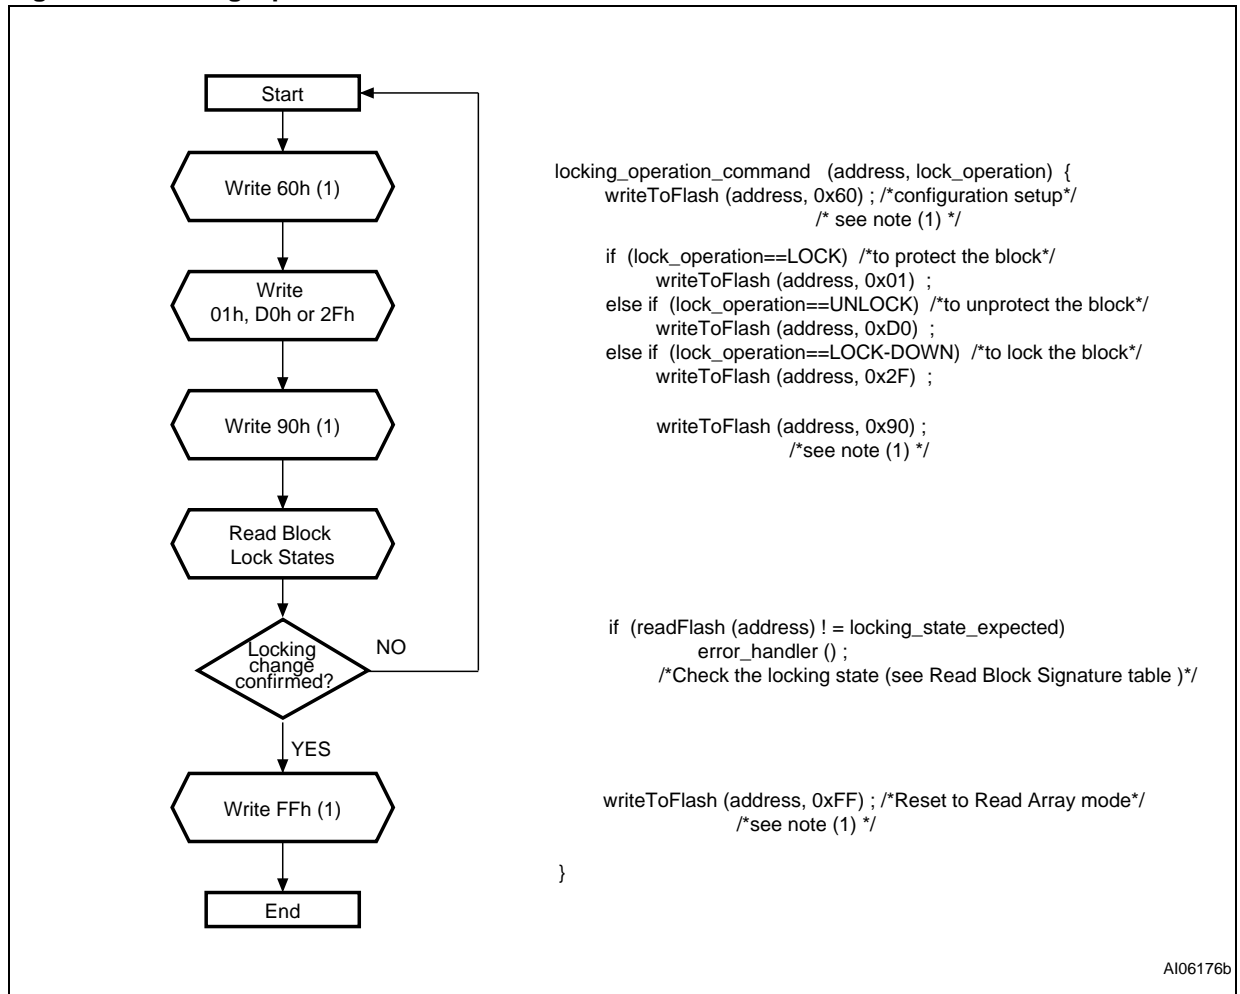 Start
Write 60h (1)
Write
01h, D0h or 2Fh
Write 90h (1)
Read Block
Lock States
Locking
change
confirmed?
NO
YES
Write FFh (1)
End
locking_operation_command (address, lock_operation) {
writeToFlash (address, 0x60) ; /*configuration setup*/
/* see note (1) */
if (lock_operation==LOCK) /*to protect the block*/
writeToFlash (address, 0x01) ;
else if (lock_operation==UNLOCK) /*to unprotect the block*/
writeToFlash (address, 0xD0) ;
else if (lock_operation==LOCK-DOWN) /*to lock the block*/
writeToFlash (address, 0x2F) ;
writeToFlash (address, 0x90) ;
/*see note (1) */
if (readFlash (address) ! = locking_state_expected)
error_handler () ;
/*Check the locking state (see Read Block Signature table )*/
writeToFlash (address, 0xFF) ; /*Reset to Read Array mode*/
/*see note (1) */
}
AI06176b